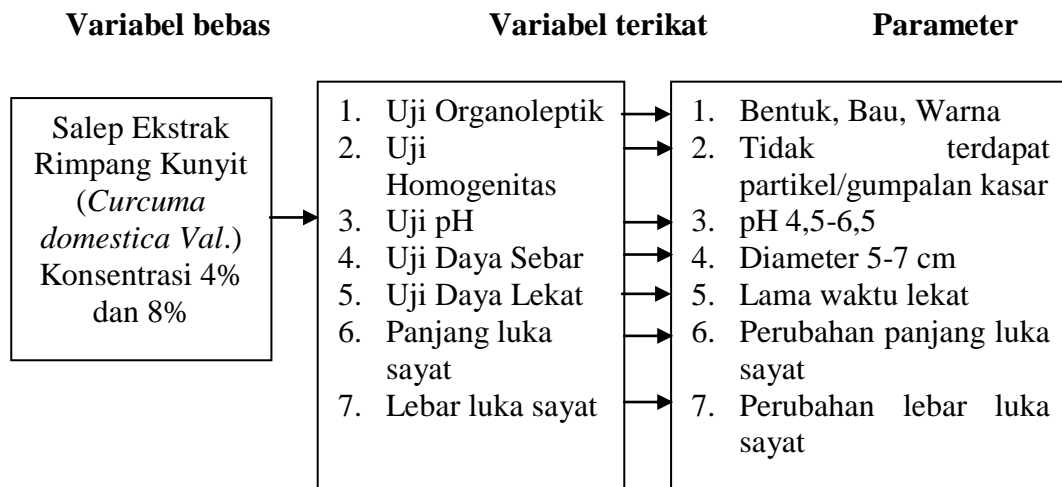 Variabel bebas
Variabel terikat
Parameter
Salep Ekstrak
Rimpang Kunyit
(Curcuma
domestica Val.)
Konsentrasi 4%
dan 8%
1. Uji Organoleptik
2. Uji
Homogenitas
3. Uji pH
4. Uji Daya Sebar
5. Uji Daya Lekat
6. Panjang luka
sayat
7. Lebar luka sayat
1. Bentuk, Bau, Warna
2. Tidak terdapat
partikel/gumpalan kasar
3. pH 4,5-6,5
4. Diameter 5-7 cm
5. Lama waktu lekat
6. Perubahan panjang luka
sayat
7. Perubahan lebar luka
sayat